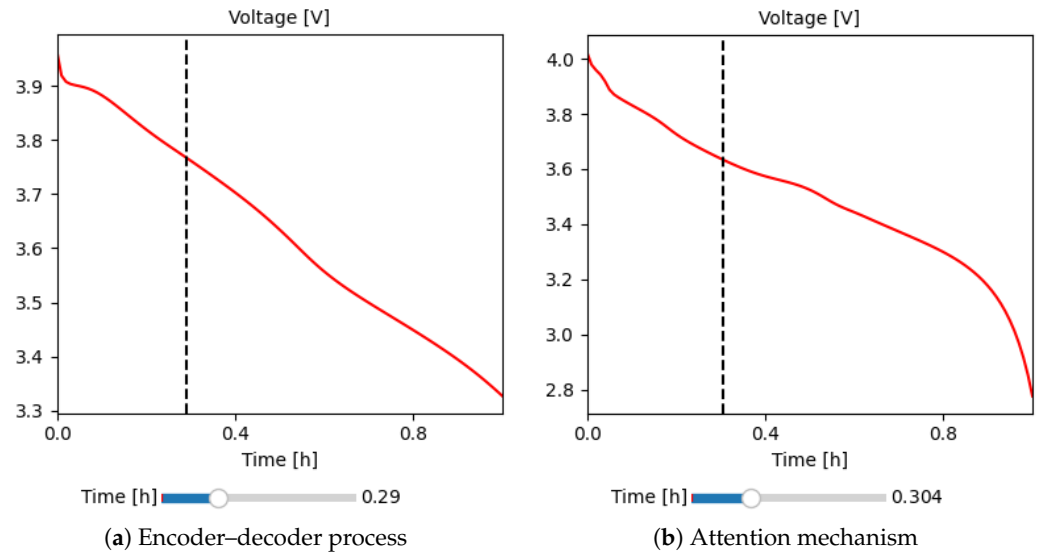 Voltage [V]
3.9
3.8
3.7
3.6
3.5
3.4
3.3
0.0
0.4
0.8
Time [h]
Time [h] 0.29
(a) Encoder–decoder process
Voltage [V]
4.0
3.8
3.6
3.4
3.2
3.0
2.8
0.0
0.4
0.8
Time [h]
Time [h] 0.304
(b) Attention mechanism